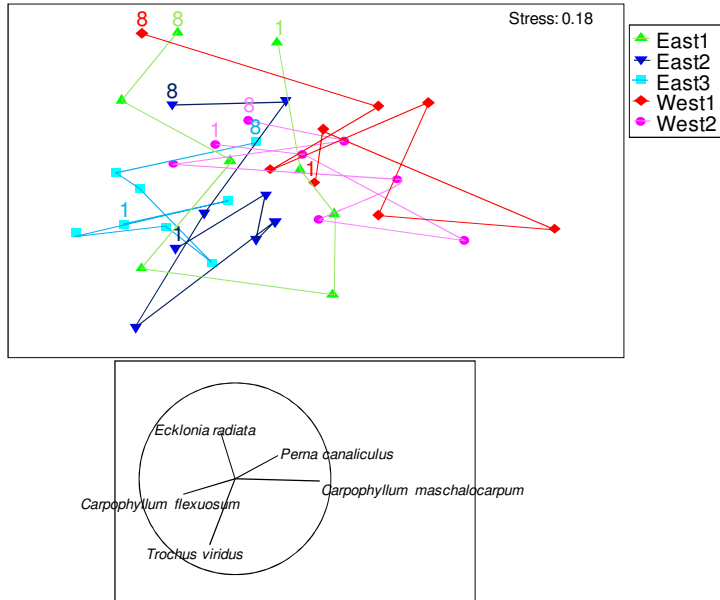 8 8 1 Stress: 0.18
East1
East2
East3
West1
West2
8 8
1 8
1
1
1
Ecklonia radiata
Perna canaliculus
Carpophyllum flexuosum
Carpophyllum maschalocarpum
Trochus viridus